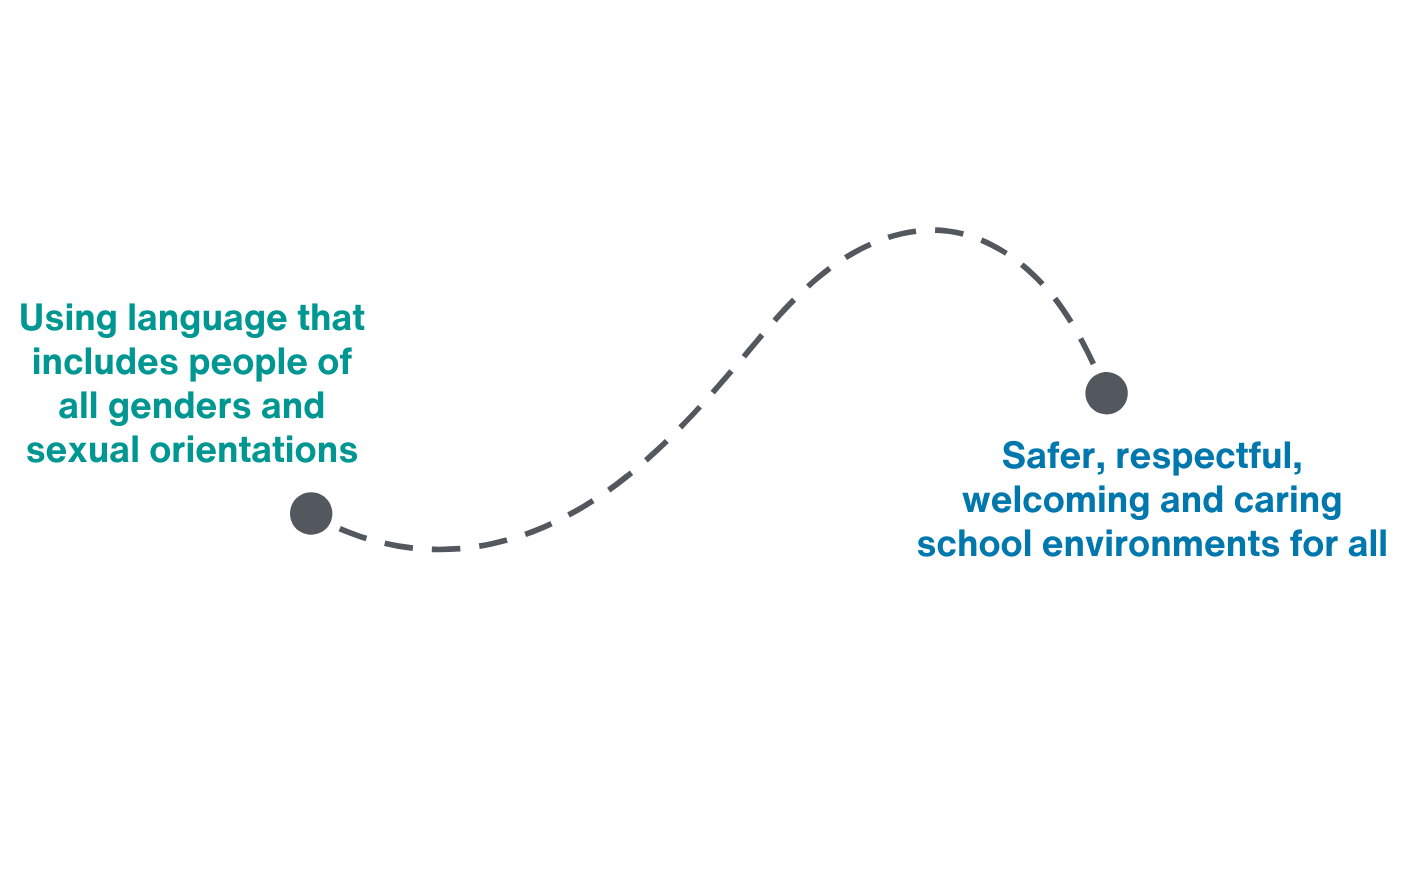 Using language that
includes people of
all genders and
sexual orientations
Safer, respectful,
welcoming and caring
school environments for all